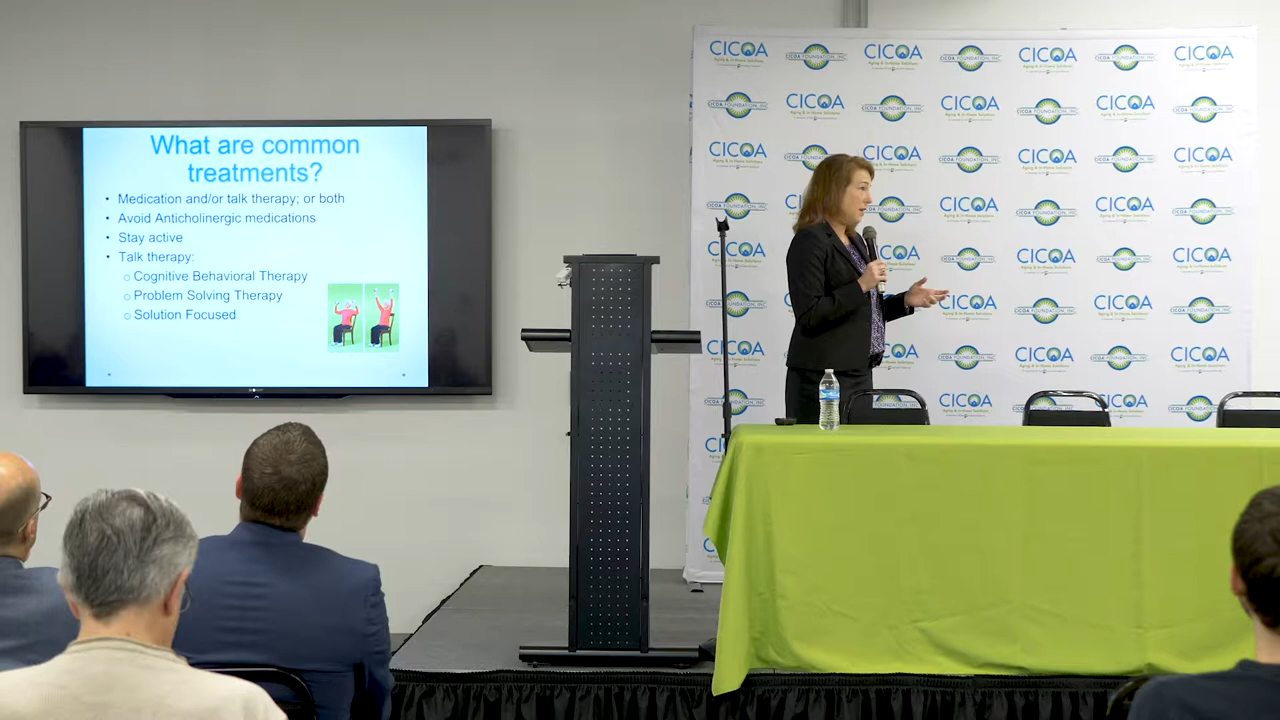 What are common
treatments?
• Medication and/or talk therapy; or both
• Avoid Anticholinergic medications
• Stay active
• Talk therapy:
o Cognitive Behavioral Therapy
o Problem Solving Therapy
o Solution Focused
CICOA
Aging & In-Home Solutions
CICOA FOUNDATION, INC